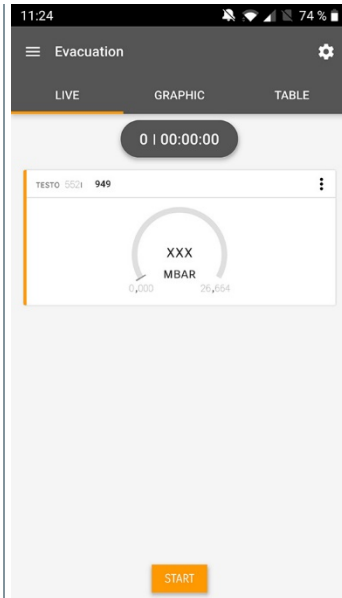 11:24 74 %
Evacuation
LIVE GRAPHIC TABLE
0 | 00:00:00
TESTO 552i 949
XXX
MBAR
0,000 26,664
START